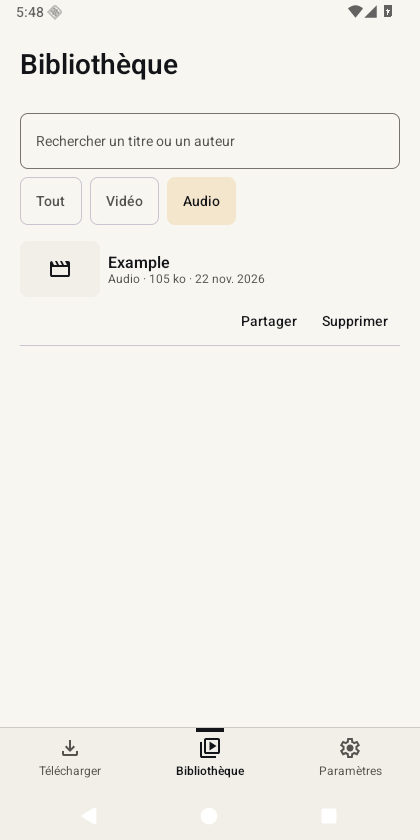 5:48
Bibliothèque
Rechercher un titre ou un auteur
Tout
Vidéo
Audio
Example
Audio · 105 ko · 22 nov. 2026
Partager
Supprimer
Télécharger
Bibliothèque
Paramètres